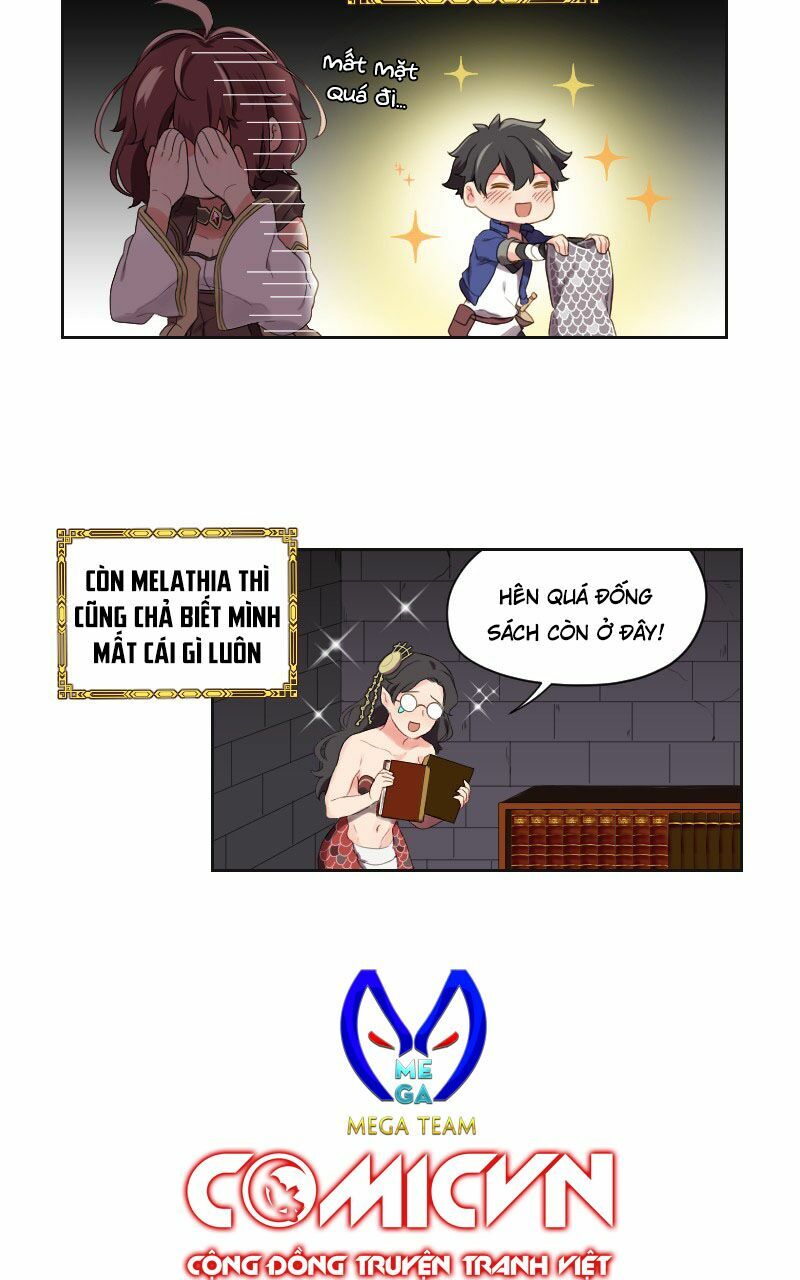 Mất mặt
quá đi...
CÒN MELATHIA THÌ
CŨNG CHẢ BIẾT MÌNH
MẤT CÁI GÌ LUÔN
HÊN QUÁ ĐỐNG
SÁCH CÒN Ở ĐÂY!
ME
GA
MEGA TEAM
COMICVN
CỘNG ĐỒNG TRUYỆN TRANH VIỆT